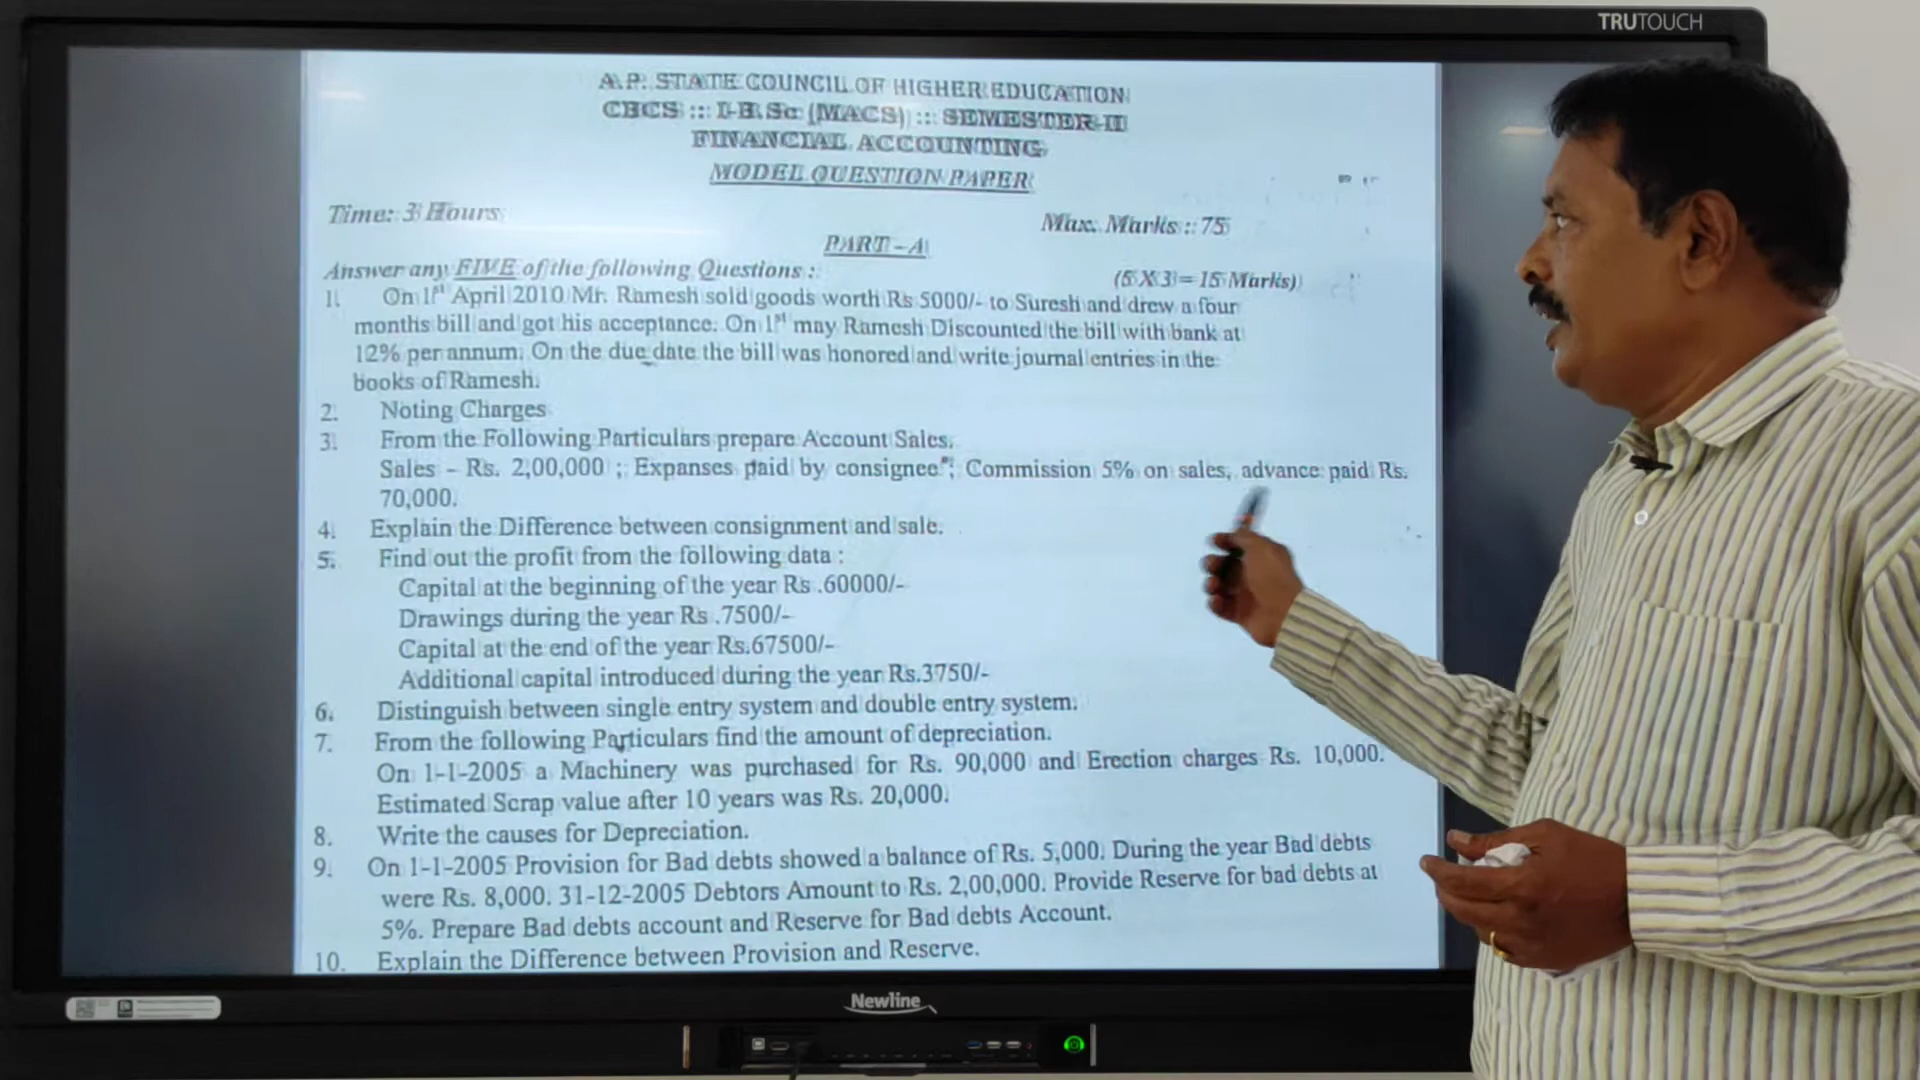 TRUTOUCH
A.P. STATE COUNCIL OF HIGHER EDUCATION
CBCS :: I-B.Sc (MACS) :: SEMESTER-II
FINANCIAL ACCOUNTING
MODEL QUESTION PAPER
Time: 3 Hours
Max. Marks :: 75
PART – A
Answer any FIVE of the following Questions :
(5 X 3 = 15 Marks)
1. On 1st April 2010 Mr. Ramesh sold goods worth Rs 5000/- to Suresh and drew a four
months bill and got his acceptance. On 1st may Ramesh Discounted the bill with bank at
12% per annum. On the due date the bill was honored and write journal entries in the
books of Ramesh.
2. Noting Charges
3. From the Following Particulars prepare Account Sales.
Sales – Rs. 2,00,000 ; Expanses paid by consignee ; Commission 5% on sales, advance paid Rs.
70,000.
4. Explain the Difference between consignment and sale.
5. Find out the profit from the following data :
Capital at the beginning of the year Rs .60000/-
Drawings during the year Rs .7500/-
Capital at the end of the year Rs.67500/-
Additional capital introduced during the year Rs.3750/-
6. Distinguish between single entry system and double entry system.
7. From the following Particulars find the amount of depreciation.
On 1-1-2005 a Machinery was purchased for Rs. 90,000 and Erection charges Rs. 10,000.
Estimated Scrap value after 10 years was Rs. 20,000.
8. Write the causes for Depreciation.
9. On 1-1-2005 Provision for Bad debts showed a balance of Rs. 5,000. During the year Bad debts
were Rs. 8,000. 31-12-2005 Debtors Amount to Rs. 2,00,000. Provide Reserve for bad debts at
5%. Prepare Bad debts account and Reserve for Bad debts Account.
10. Explain the Difference between Provision and Reserve.
Newline